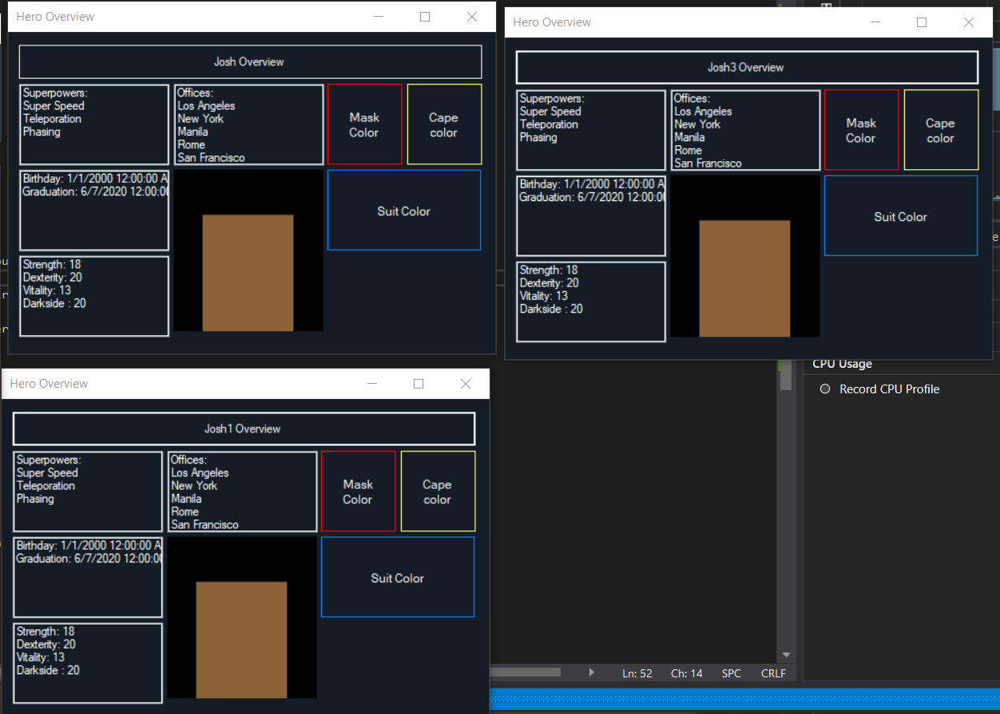 Hero Overview
Josh Overview
Superpowers:
Super Speed
Teleporation
Phasing
Offices:
Los Angeles
New York
Manila
Rome
San Francisco
Mask
Color
Cape
color
Birthday: 1/1/2000 12:00:00 A
Graduation: 6/7/2020 12:00:00
Suit Color
Strength: 18
Dexterity: 20
Vitality: 13
Darkside : 20
Hero Overview
Josh3 Overview
Superpowers:
Super Speed
Teleporation
Phasing
Offices:
Los Angeles
New York
Manila
Rome
San Francisco
Mask
Color
Cape
color
Birthday: 1/1/2000 12:00:00 A
Graduation: 6/7/2020 12:00:00
Suit Color
Strength: 18
Dexterity: 20
Vitality: 13
Darkside : 20
Hero Overview
Josh1 Overview
Superpowers:
Super Speed
Teleporation
Phasing
Offices:
Los Angeles
New York
Manila
Rome
San Francisco
Mask
Color
Cape
color
Birthday: 1/1/2000 12:00:00 A
Graduation: 6/7/2020 12:00:00
Suit Color
Strength: 18
Dexterity: 20
Vitality: 13
Darkside : 20
CPU Usage
Record CPU Profile
Ln: 52 Ch: 14 SPC CRLF